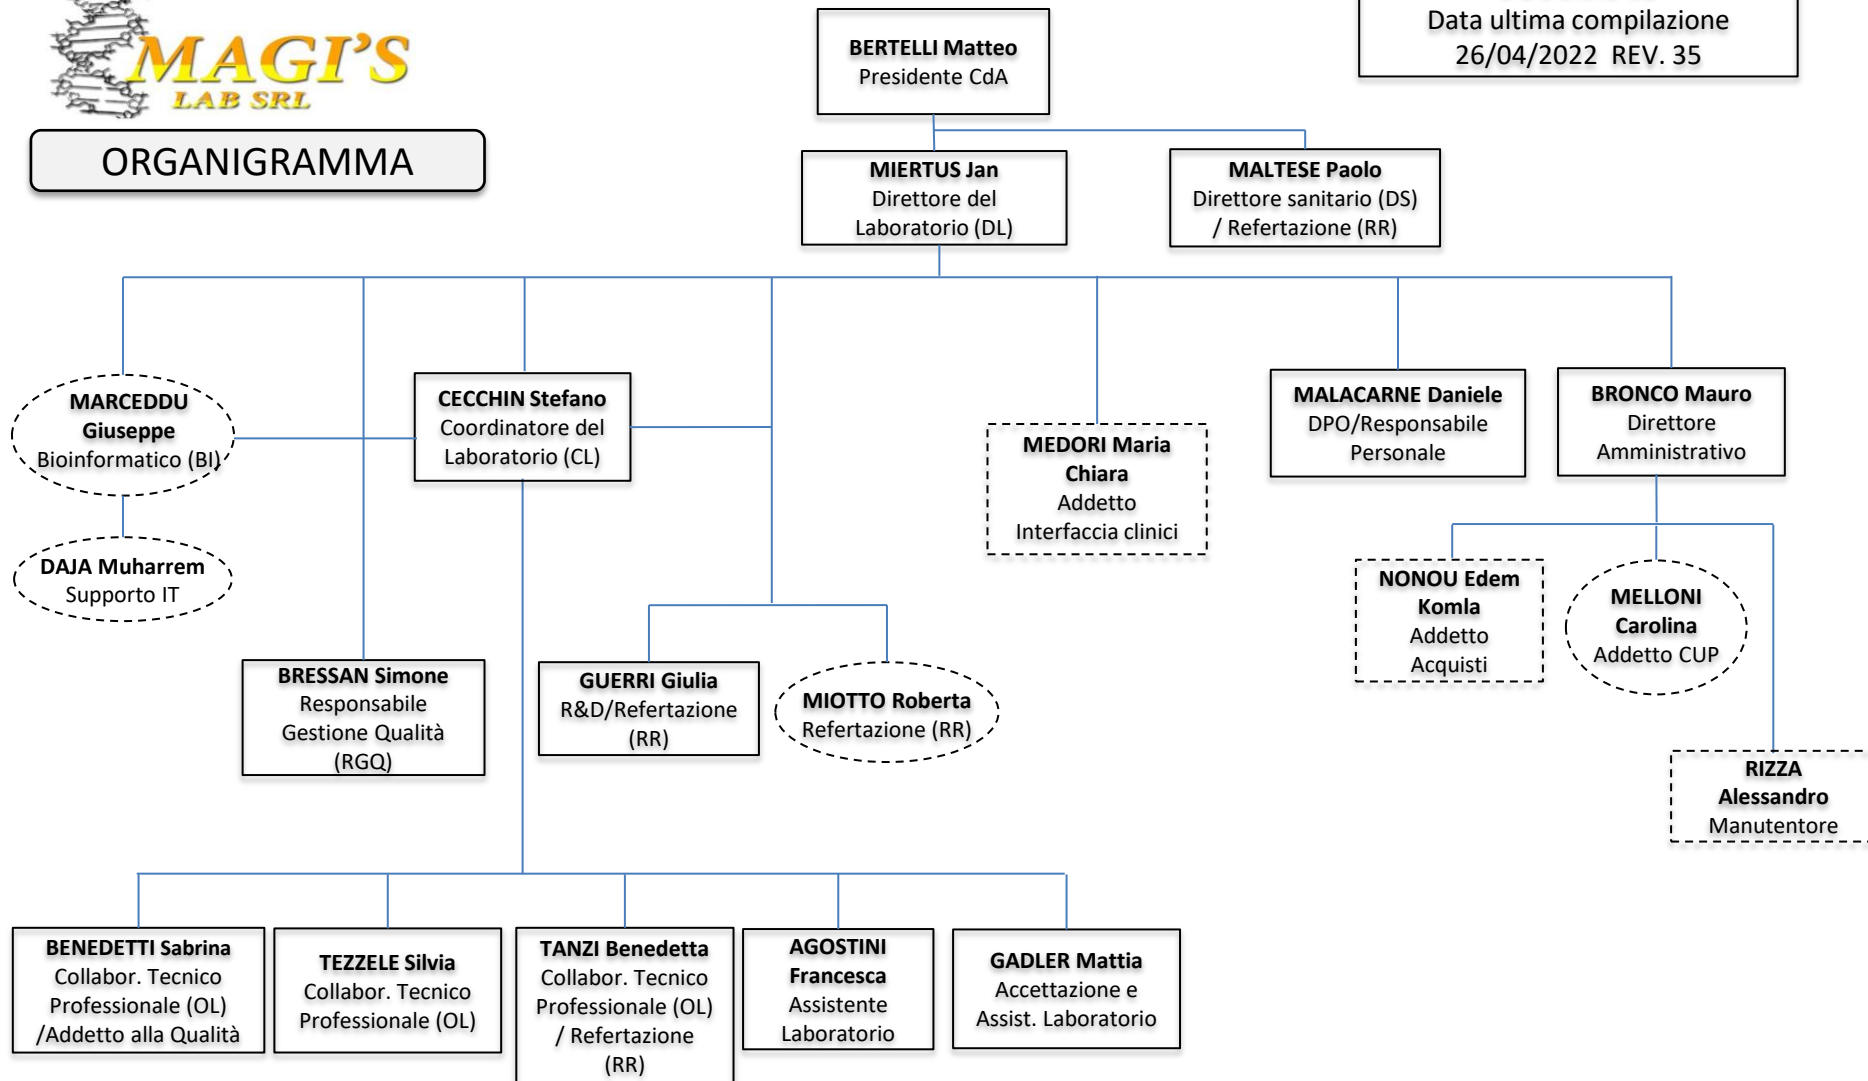 MAGI'S
LAB SRL
ORGANIGRAMMA
Data ultima compilazione
26/04/2022 REV. 35
BERTELLI Matteo
Presidente CdA
MIERTUS Jan
Direttore del
Laboratorio (DL)
MALTESE Paolo
Direttore sanitario (DS)
/ Refertazione (RR)
MARCEDDU
Giuseppe
Bioinformatico (BI)
CECCHIN Stefano
Coordinatore del
Laboratorio (CL)
MEDORI Maria
Chiara
Addetto
Interfaccia clinici
MALACARNE Daniele
DPO/Responsabile
Personale
BRONCO Mauro
Direttore
Amministrativo
DAJA Muharrem
Supporto IT
NONOU Edem
Komla
Addetto
Acquisti
MELLONI
Carolina
Addetto CUP
BRESSAN Simone
Responsabile
Gestione Qualità
(RGQ)
GUERRI Giulia
R&D/Refertazione
(RR)
MIOTTO Roberta
Refertazione (RR)
RIZZA
Alessandro
Manutentore
BENEDETTI Sabrina
Collabor. Tecnico
Professionale (OL)
/Addetto alla Qualità
TEZZELE Silvia
Collabor. Tecnico
Professionale (OL)
TANZI Benedetta
Collabor. Tecnico
Professionale (OL)
/ Refertazione
(RR)
AGOSTINI
Francesca
Assistente
Laboratorio
GADLER Mattia
Accettazione e
Assist. Laboratorio